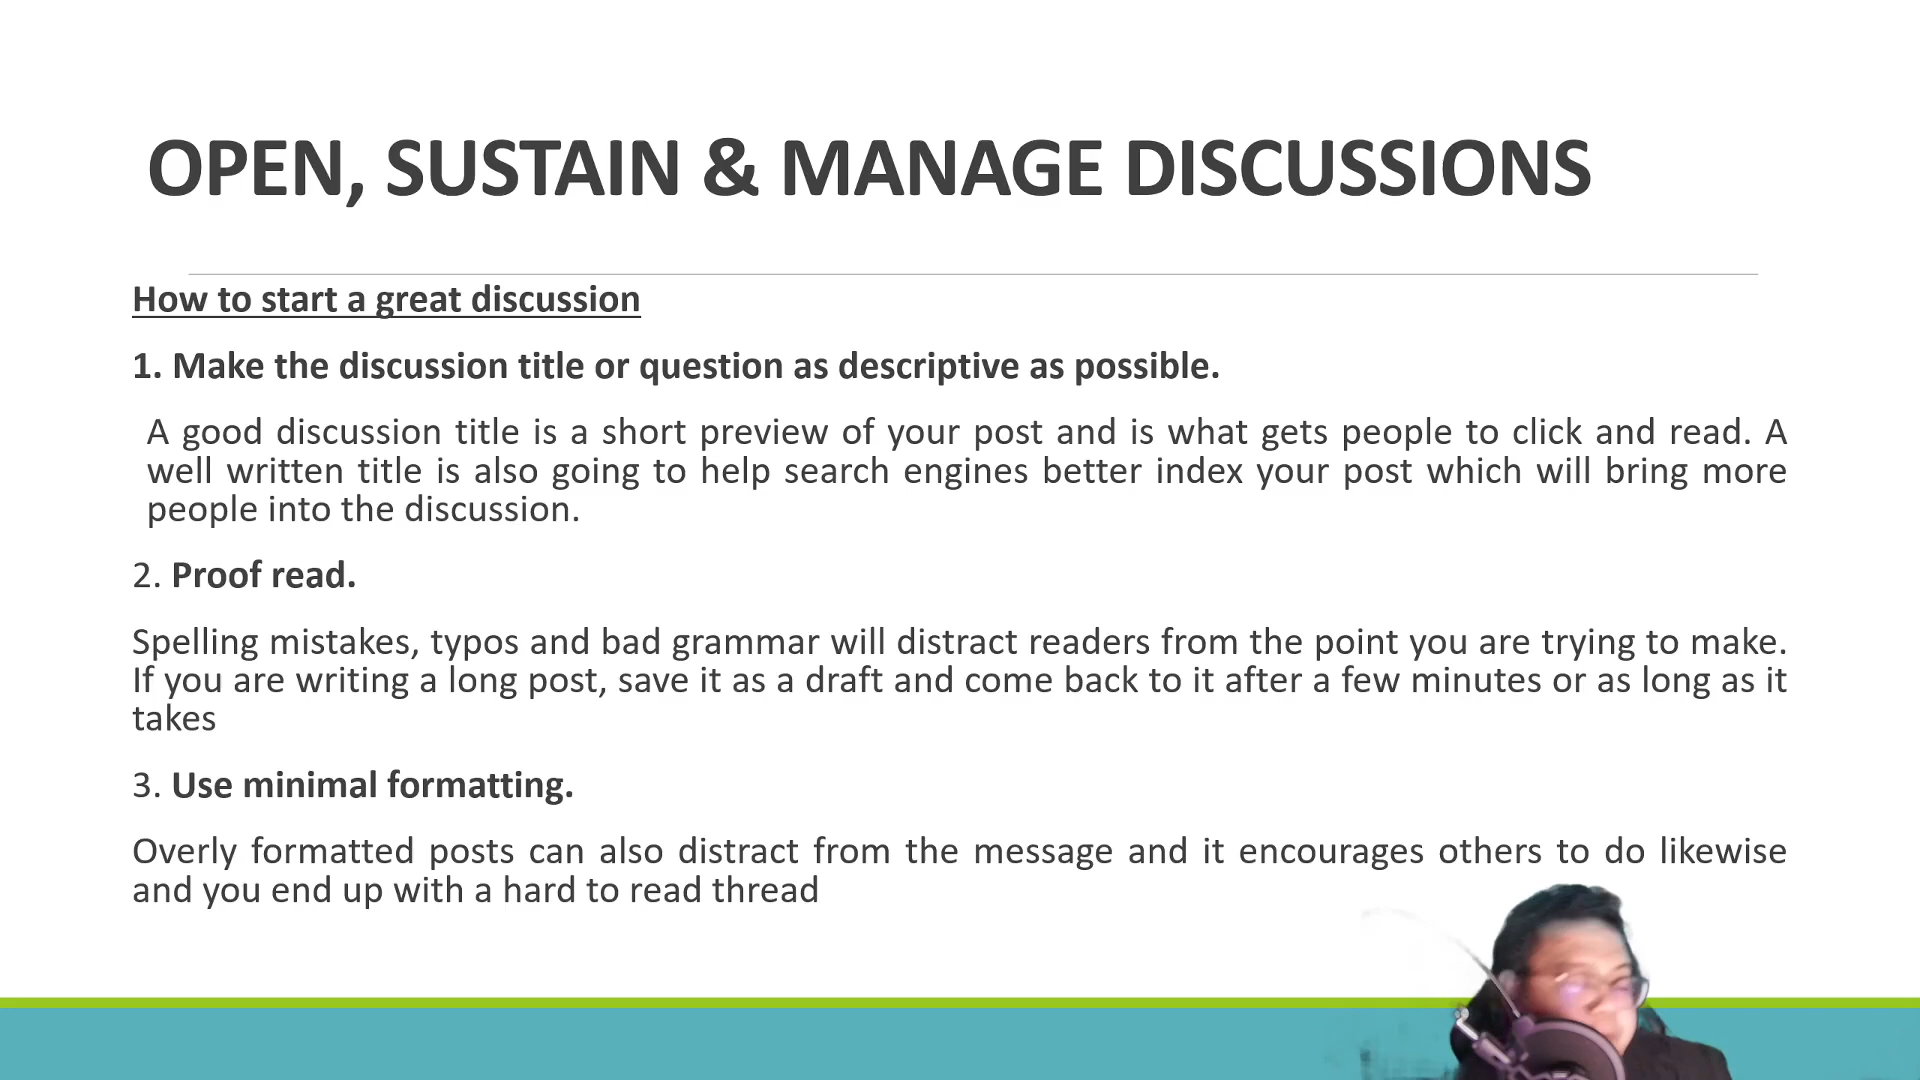 OPEN, SUSTAIN & MANAGE DISCUSSIONS
How to start a great discussion
1. Make the discussion title or question as descriptive as possible.
A good discussion title is a short preview of your post and is what gets people to click and read. A
well written title is also going to help search engines better index your post which will bring more
people into the discussion.
2. Proof read.
Spelling mistakes, typos and bad grammar will distract readers from the point you are trying to make.
If you are writing a long post, save it as a draft and come back to it after a few minutes or as long as it
takes
3. Use minimal formatting.
Overly formatted posts can also distract from the message and it encourages others to do likewise
and you end up with a hard to read thread